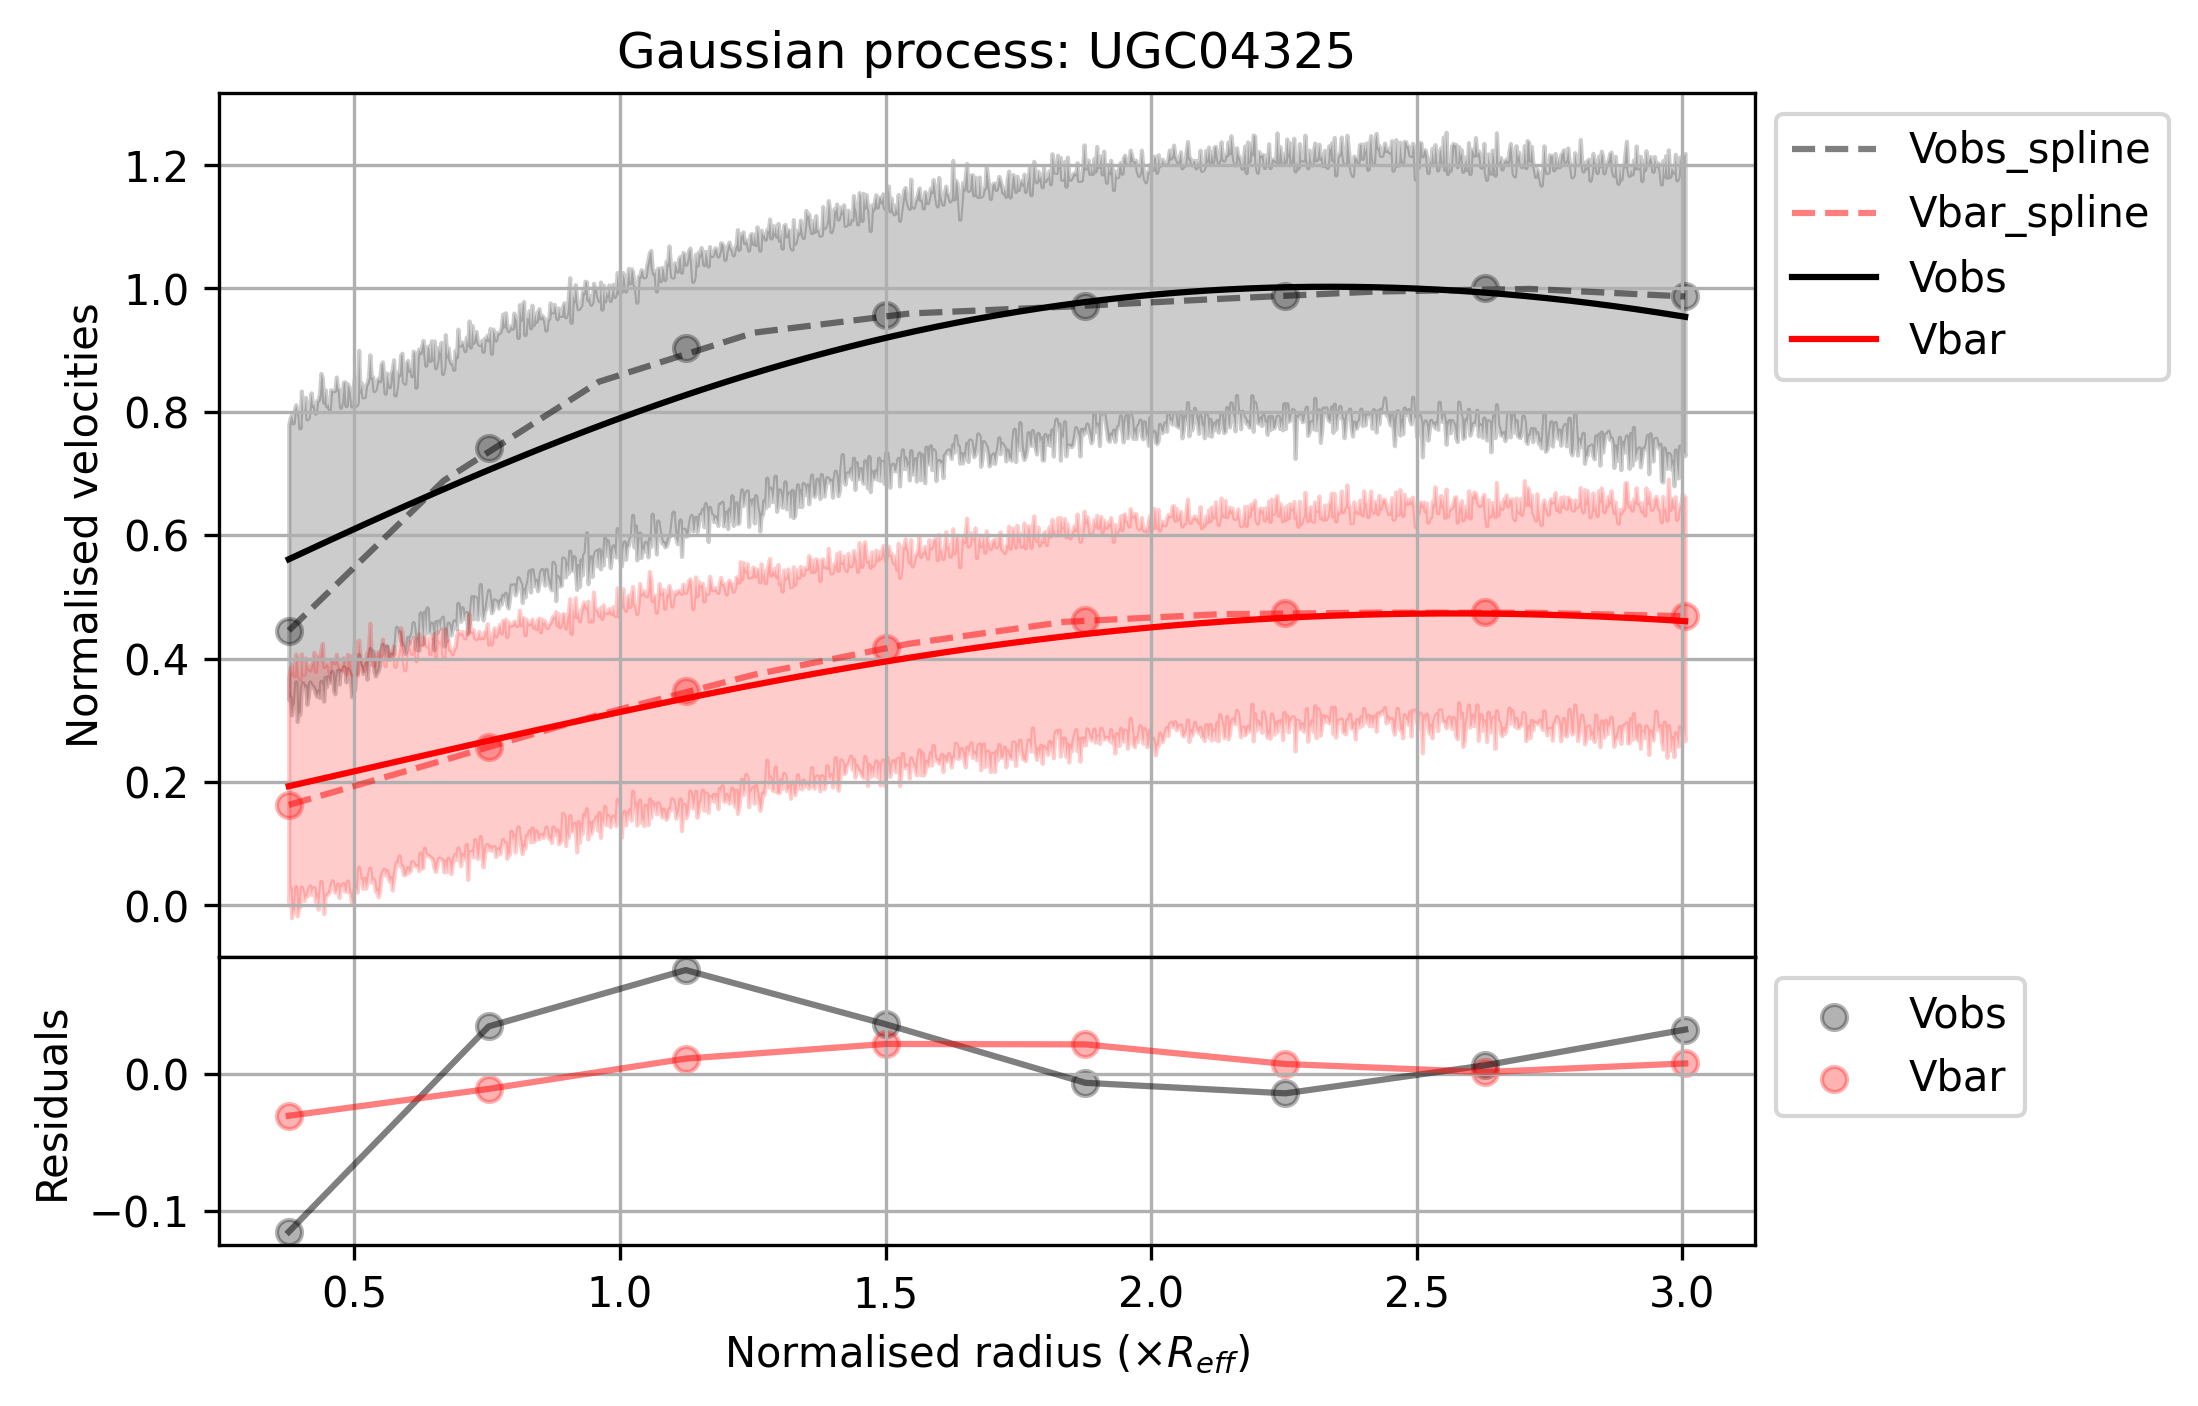 Gaussian process: UGC04325
Normalised velocities
1.2
1.0
0.8
0.6
0.4
0.2
0.0
Vobs_spline
Vbar_spline
Vobs
Vbar
Residuals
0.0
−0.1
Vobs
Vbar
0.5 1.0 1.5 2.0 2.5 3.0
Normalised radius (×R_eff)